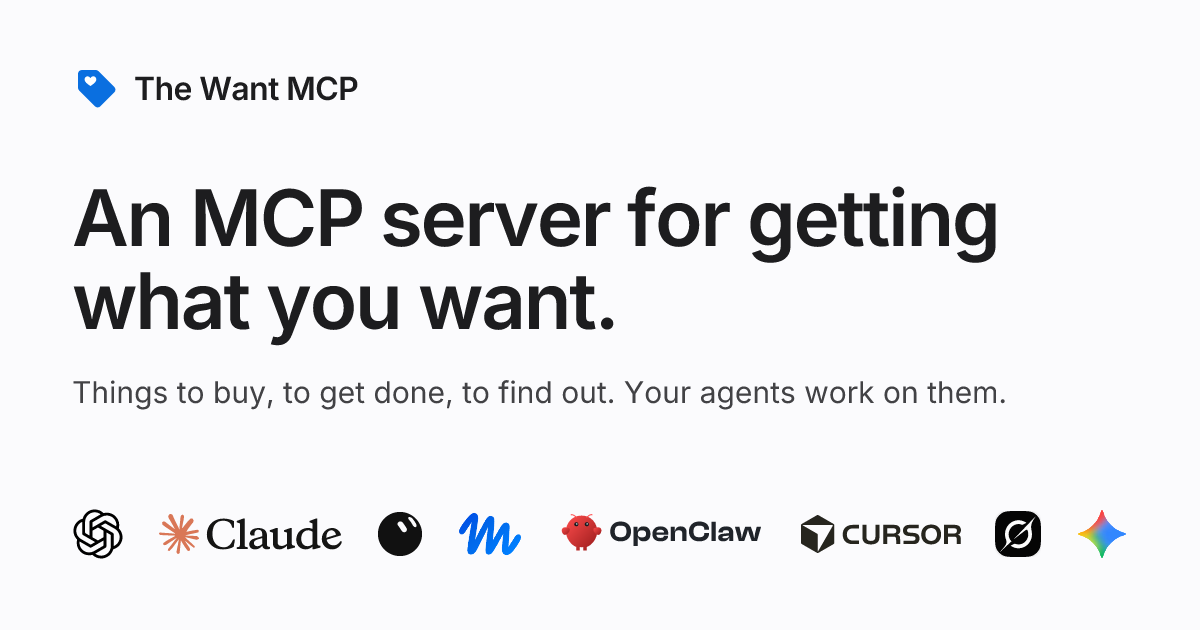 The Want MCP
An MCP server for getting
what you want.
Things to buy, to get done, to find out. Your agents work on them.
Claude
OpenClaw
CURSOR